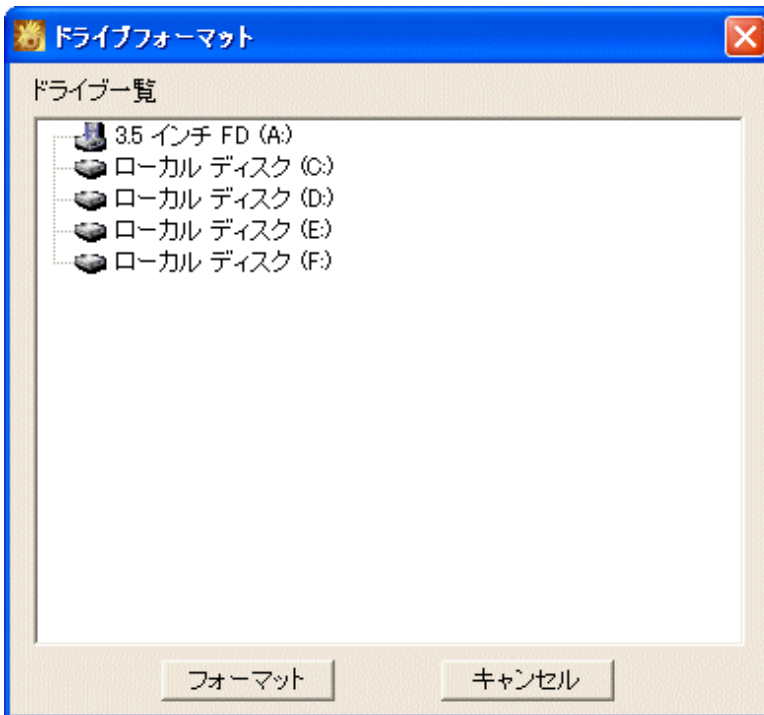 ドライブフォーマット
ドライブ一覧
3.5 インチ FD (A:)
ローカル ディスク (C:)
ローカル ディスク (D:)
ローカル ディスク (E:)
ローカル ディスク (F:)
フォーマット キャンセル